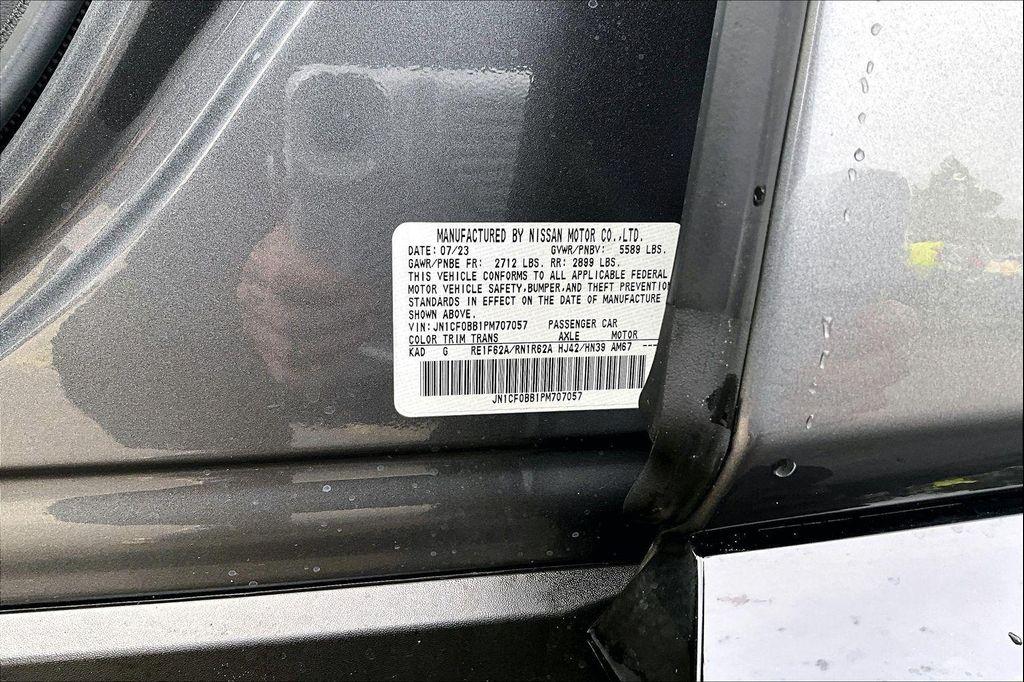 MANUFACTURED BY NISSAN MOTOR CO.,LTD.
DATE: 07/23 GVWR/PNBV: 5589 LBS.
GAWR/PNBE FR: 2712 LBS. RR: 2899 LBS.
THIS VEHICLE CONFORMS TO ALL APPLICABLE FEDERAL
MOTOR VEHICLE SAFETY,BUMPER,AND THEFT PREVENTION
STANDARDS IN EFFECT ON THE DATE OF MANUFACTURE
SHOWN ABOVE.
VIN: JN1CF0BB1PM707057 PASSENGER CAR
COLOR TRIM TRANS AXLE MOTOR
KAD G RE1F62A/RN1R62A HJ42/HN39 AM67 ---
JN1CF0BB1PM707057